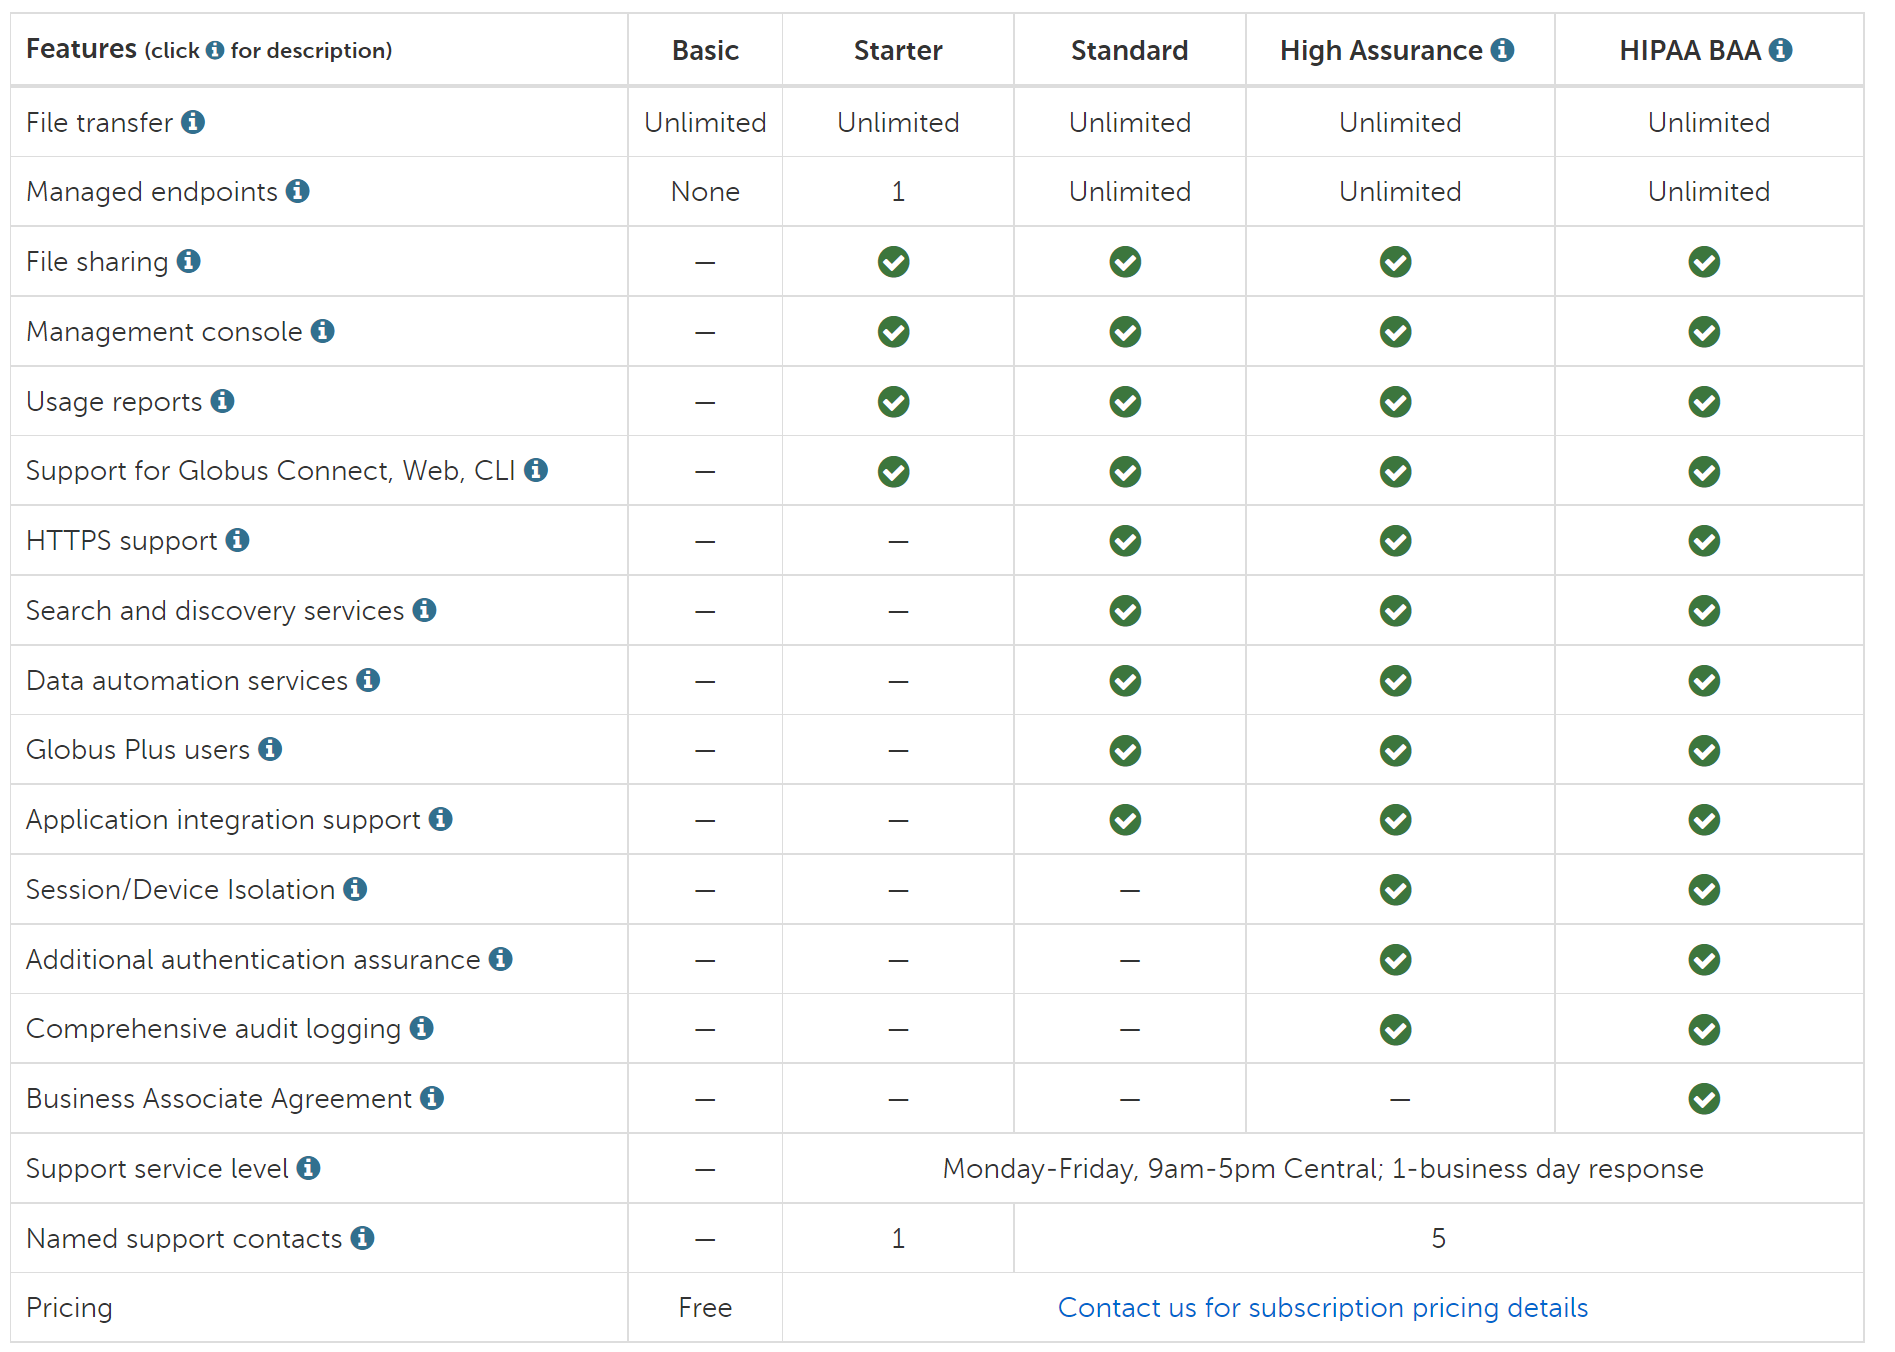 Features (click i for description) Basic Starter Standard High Assurance i HIPAA BAA i
File transfer i Unlimited Unlimited Unlimited Unlimited Unlimited
Managed endpoints i None 1 Unlimited Unlimited Unlimited
File sharing i —
Management console i —
Usage reports i —
Support for Globus Connect, Web, CLI i —
HTTPS support i — —
Search and discovery services i — —
Data automation services i — —
Globus Plus users i — —
Application integration support i — —
Session/Device Isolation i — — —
Additional authentication assurance i — — —
Comprehensive audit logging i — — —
Business Associate Agreement i — — — —
Support service level i — Monday-Friday, 9am-5pm Central; 1-business day response
Named support contacts i — 1 5
Pricing Free Contact us for subscription pricing details